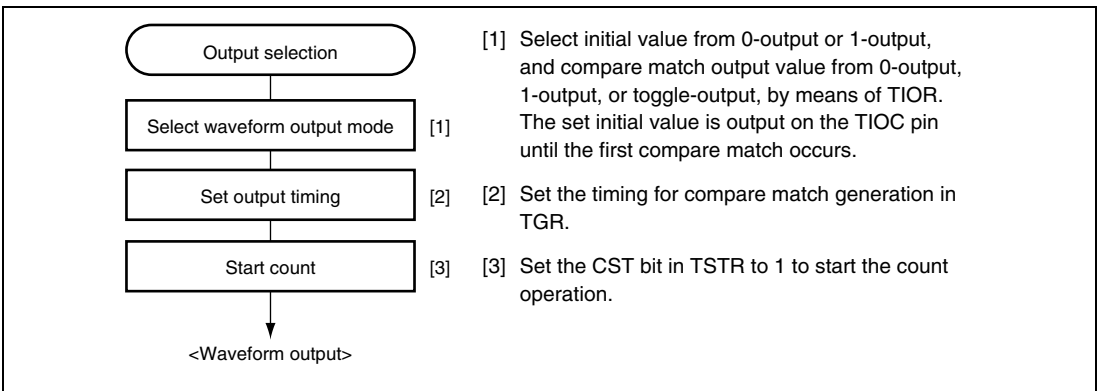 Output selection
Select waveform output mode [1]
Set output timing [2]
Start count [3]
<Waveform output>
[1] Select initial value from 0-output or 1-output,
and compare match output value from 0-output,
1-output, or toggle-output, by means of TIOR.
The set initial value is output on the TIOC pin
until the first compare match occurs.
[2] Set the timing for compare match generation in
TGR.
[3] Set the CST bit in TSTR to 1 to start the count
operation.